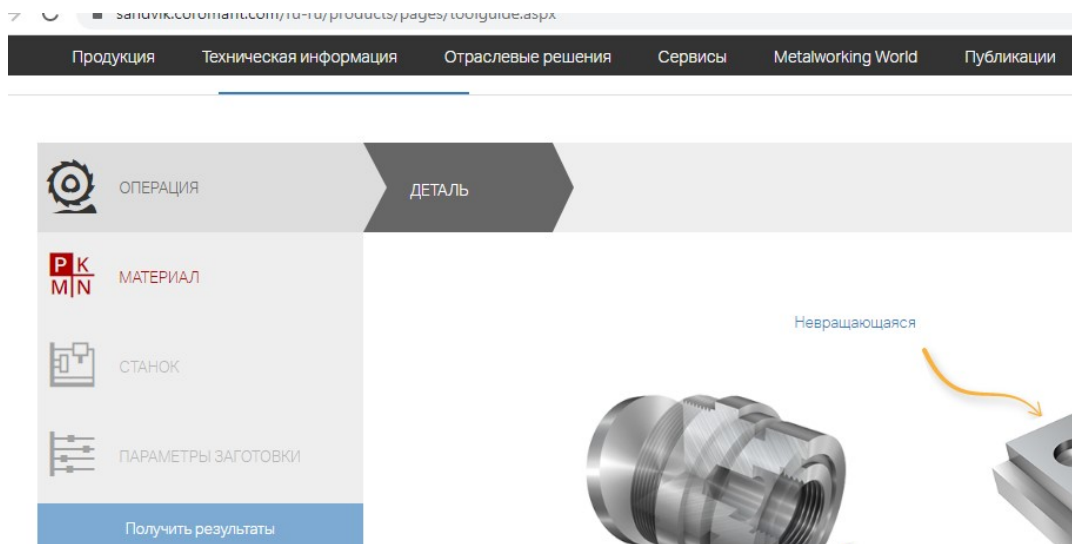 sandvik.coromant.com/ru-ru/products/pages/toolguide.aspx
Продукция Техническая информация Отраслевые решения Сервисы Metalworking World Публикации
ОПЕРАЦИЯ
ДЕТАЛЬ
P K
M N
МАТЕРИАЛ
Невращающаяся
СТАНОК
ПАРАМЕТРЫ ЗАГОТОВКИ
Получить результаты